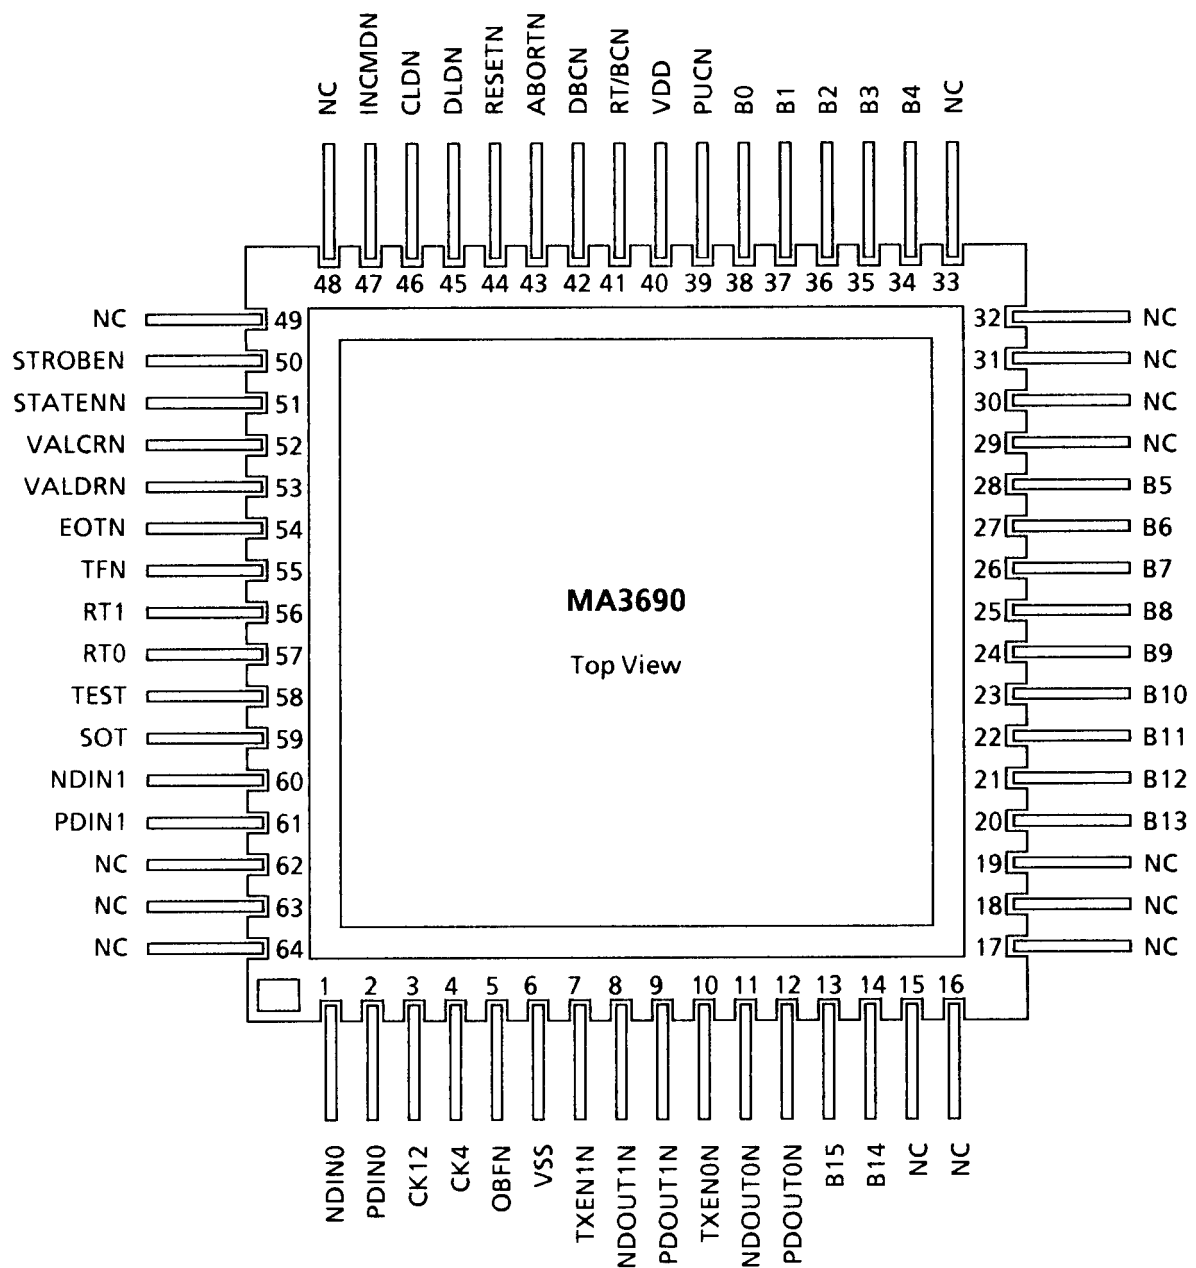 NC INCMDN CLDN DLDN RESETN ABORTN DBCN RT/BCN VDD PUCN B0 B1 B2 B3 B4 NC
48 47 46 45 44 43 42 41 40 39 38 37 36 35 34 33
NC 49 32 NC
STROBEN 50 31 NC
STATENN 51 30 NC
VALCRN 52 29 NC
VALDRN 53 28 B5
EOTN 54 27 B6
TFN 55 26 B7
MA3690
RT1 56 25 B8
Top View
RT0 57 24 B9
TEST 58 23 B10
SOT 59 22 B11
NDIN1 60 21 B12
PDIN1 61 20 B13
NC 62 19 NC
NC 63 18 NC
NC 64 17 NC
1 2 3 4 5 6 7 8 9 10 11 12 13 14 15 16
NDIN0 PDIN0 CK12 CK4 OBFN VSS TXEN1N NDOUT1N PDOUT1N TXEN0N NDOUT0N PDOUT0N B15 B14 NC NC